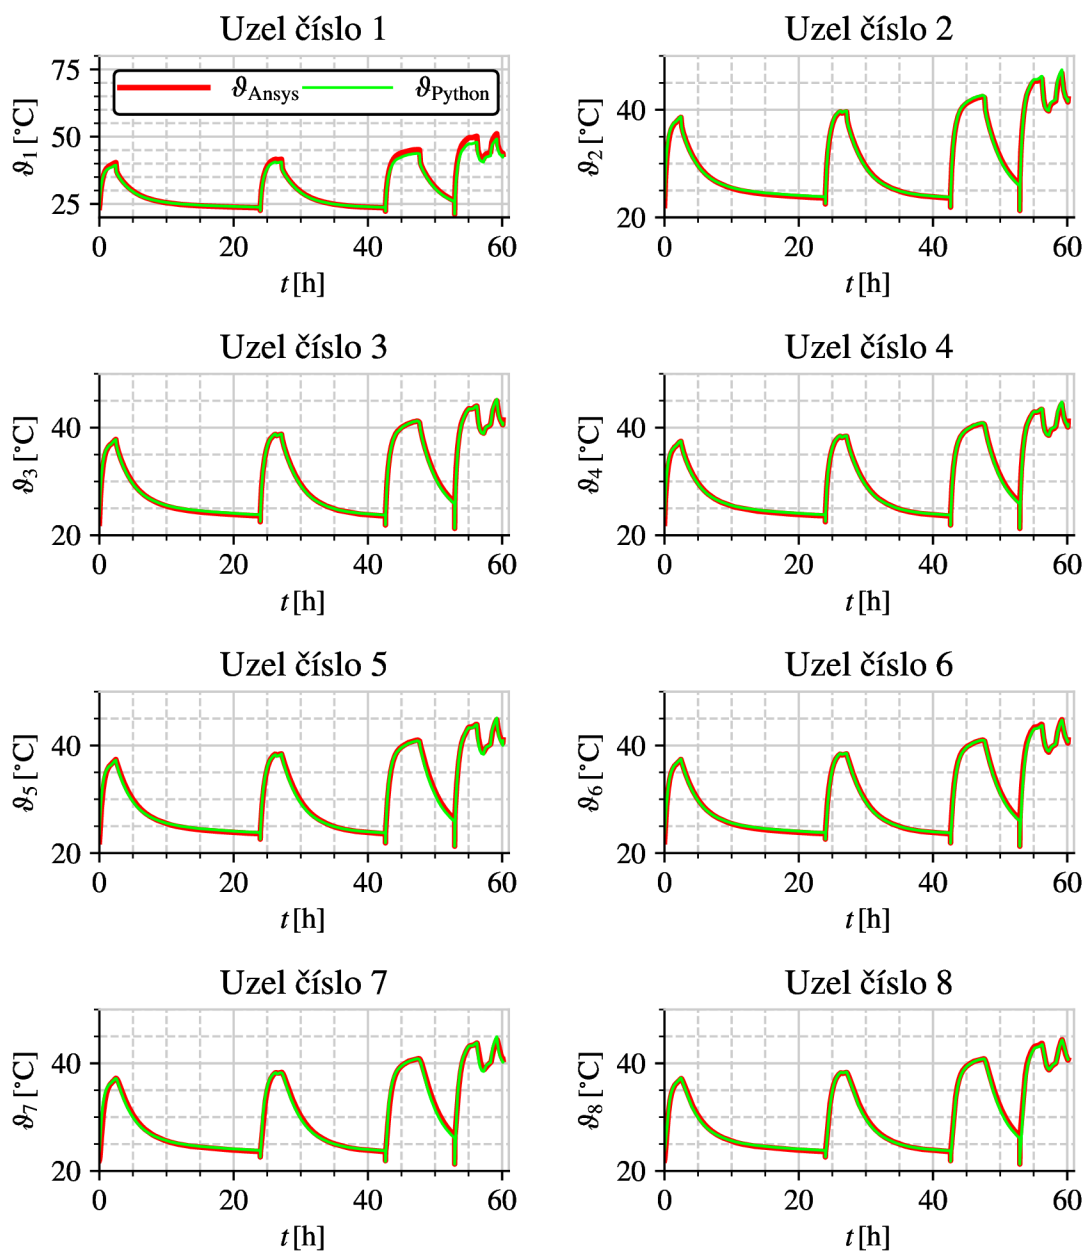 Uzel číslo 1
75
50
25
ϑ1 [°C]
ϑAnsys ϑPython
0 20 40 60
t [h]
Uzel číslo 2
40
20
ϑ2 [°C]
0 20 40 60
t [h]
Uzel číslo 3
40
20
ϑ3 [°C]
0 20 40 60
t [h]
Uzel číslo 4
40
20
ϑ4 [°C]
0 20 40 60
t [h]
Uzel číslo 5
40
20
ϑ5 [°C]
0 20 40 60
t [h]
Uzel číslo 6
40
20
ϑ6 [°C]
0 20 40 60
t [h]
Uzel číslo 7
40
20
ϑ7 [°C]
0 20 40 60
t [h]
Uzel číslo 8
40
20
ϑ8 [°C]
0 20 40 60
t [h]